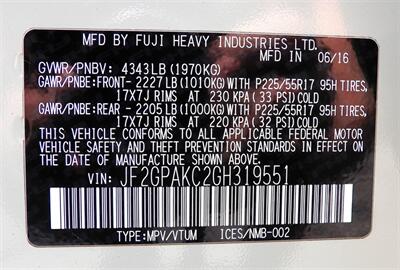 MFD BY FUJI HEAVY INDUSTRIES LTD.
MFD IN 06/16
GVWR/PNBV: 4343LB (1970KG)
GAWR/PNBE:FRONT-2227LB(1010KG)WITH P225/55R17 95H TIRES,
17X7J RIMS AT 230 KPA(33 PSI)COLD
GAWR/PNBE:REAR -2205LB(1000KG)WITH P225/55R17 95H TIRES,
17X7J RIMS AT 220 KPA(32 PSI)COLD
THIS VEHICLE CONFORMS TO ALL APPLICABLE FEDERAL MOTOR
VEHICLE SAFETY AND THEFT PREVENTION STANDARDS IN EFFECT
ON THE DATE OF MANUFACTURE SHOWN ABOVE.
VIN: JF2GPAKC2GH319551
TYPE:MPV/VTUM ICES/NMB-002